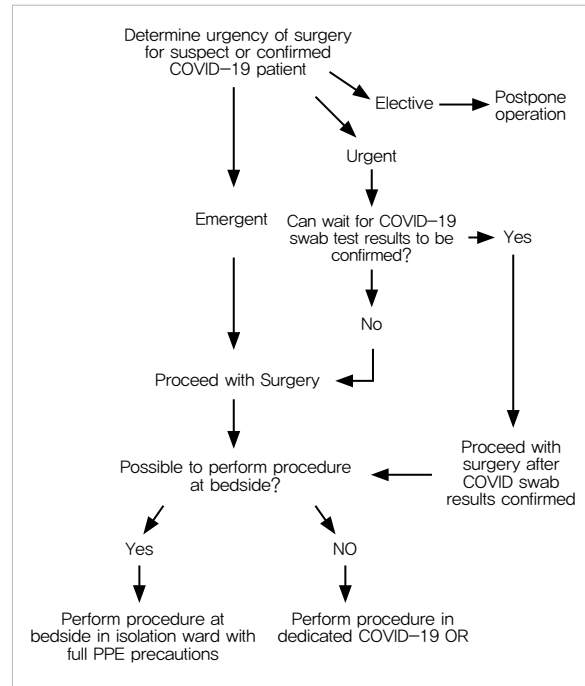 Determine urgency of surgery
for suspect or confirmed
COVID-19 patient
Elective
Postpone
operation
Urgent
Emergent
Can wait for COVID-19
swab test results to be
confirmed?
Yes
No
Proceed with Surgery
Proceed with
surgery after
COVID swab
results confirmed
Possible to perform procedure
at bedside?
Yes
NO
Perform procedure at
bedside in isolation ward with
full PPE precautions
Perform procedure in
dedicated COVID-19 OR